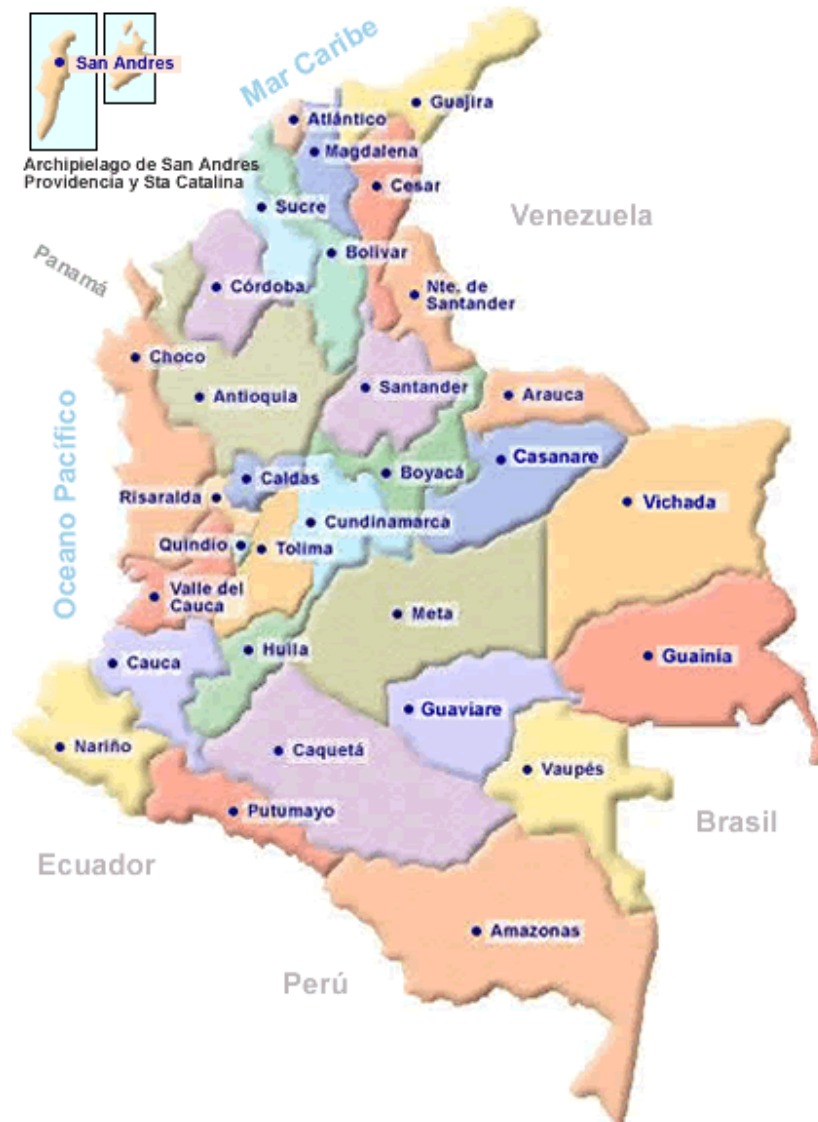 San Andres
Archipielago de San Andres
Providencia y Sta Catalina
Mar Caribe
Guajira
Atlántico
Magdalena
Cesar
Sucre
Venezuela
Bolivar
Panamá
Córdoba
Nte. de
Santander
Choco
Santander
Antioquia
Arauca
Oceano Pacífico
Casanare
Boyacá
Caldas
Risaralda
Vichada
Cundinamarca
Quindio
Tolima
Valle del
Cauca
Meta
Huila
Cauca
Guainía
Guaviare
Nariño
Caquetá
Vaupés
Putumayo
Brasil
Ecuador
Amazonas
Perú